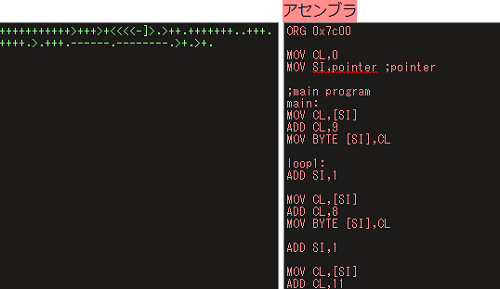 アセンブラ
+++++++++++>+++>+<<<<-]>.>++.+++++++..+++.
++++.>.+++.------.--------.>+.>+.
ORG 0x7c00
MOV CL,0
MOV SI,pointer ;pointer
;main program
main:
MOV CL,[SI]
ADD CL,9
MOV BYTE [SI],CL
loop1:
ADD SI,1
MOV CL,[SI]
ADD CL,8
MOV BYTE [SI],CL
ADD SI,1
MOV CL,[SI]
ADD CL,11